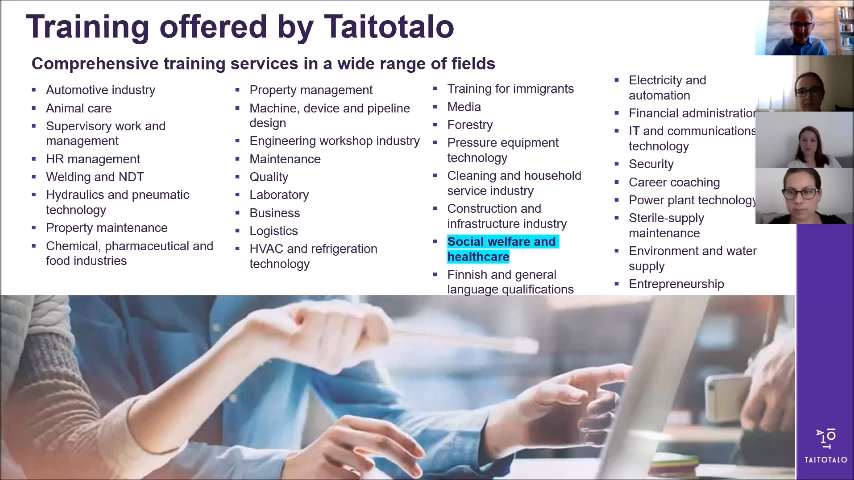 Training offered by Taitotalo
Comprehensive training services in a wide range of fields
Automotive industry
Animal care
Supervisory work and
management
HR management
Welding and NDT
Hydraulics and pneumatic
technology
Property maintenance
Chemical, pharmaceutical and
food industries
Property management
Machine, device and pipeline
design
Engineering workshop industry
Maintenance
Quality
Laboratory
Business
Logistics
HVAC and refrigeration
technology
Training for immigrants
Media
Forestry
Pressure equipment
technology
Cleaning and household
service industry
Construction and
infrastructure industry
Social welfare and
healthcare
Finnish and general
language qualifications
Electricity and
automation
Financial administration
IT and communications
technology
Security
Career coaching
Power plant technology
Sterile-supply
maintenance
Environment and water
supply
Entrepreneurship
TAITOTALO